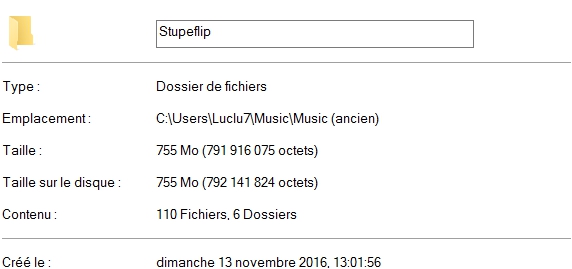 Stupeflip
Type : Dossier de fichiers
Emplacement : C:\Users\Luclu7\Music\Music (ancien)
Taille : 755 Mo (791 916 075 octets)
Taille sur le disque : 755 Mo (792 141 824 octets)
Contenu : 110 Fichiers, 6 Dossiers
Créé le : dimanche 13 novembre 2016, 13:01:56